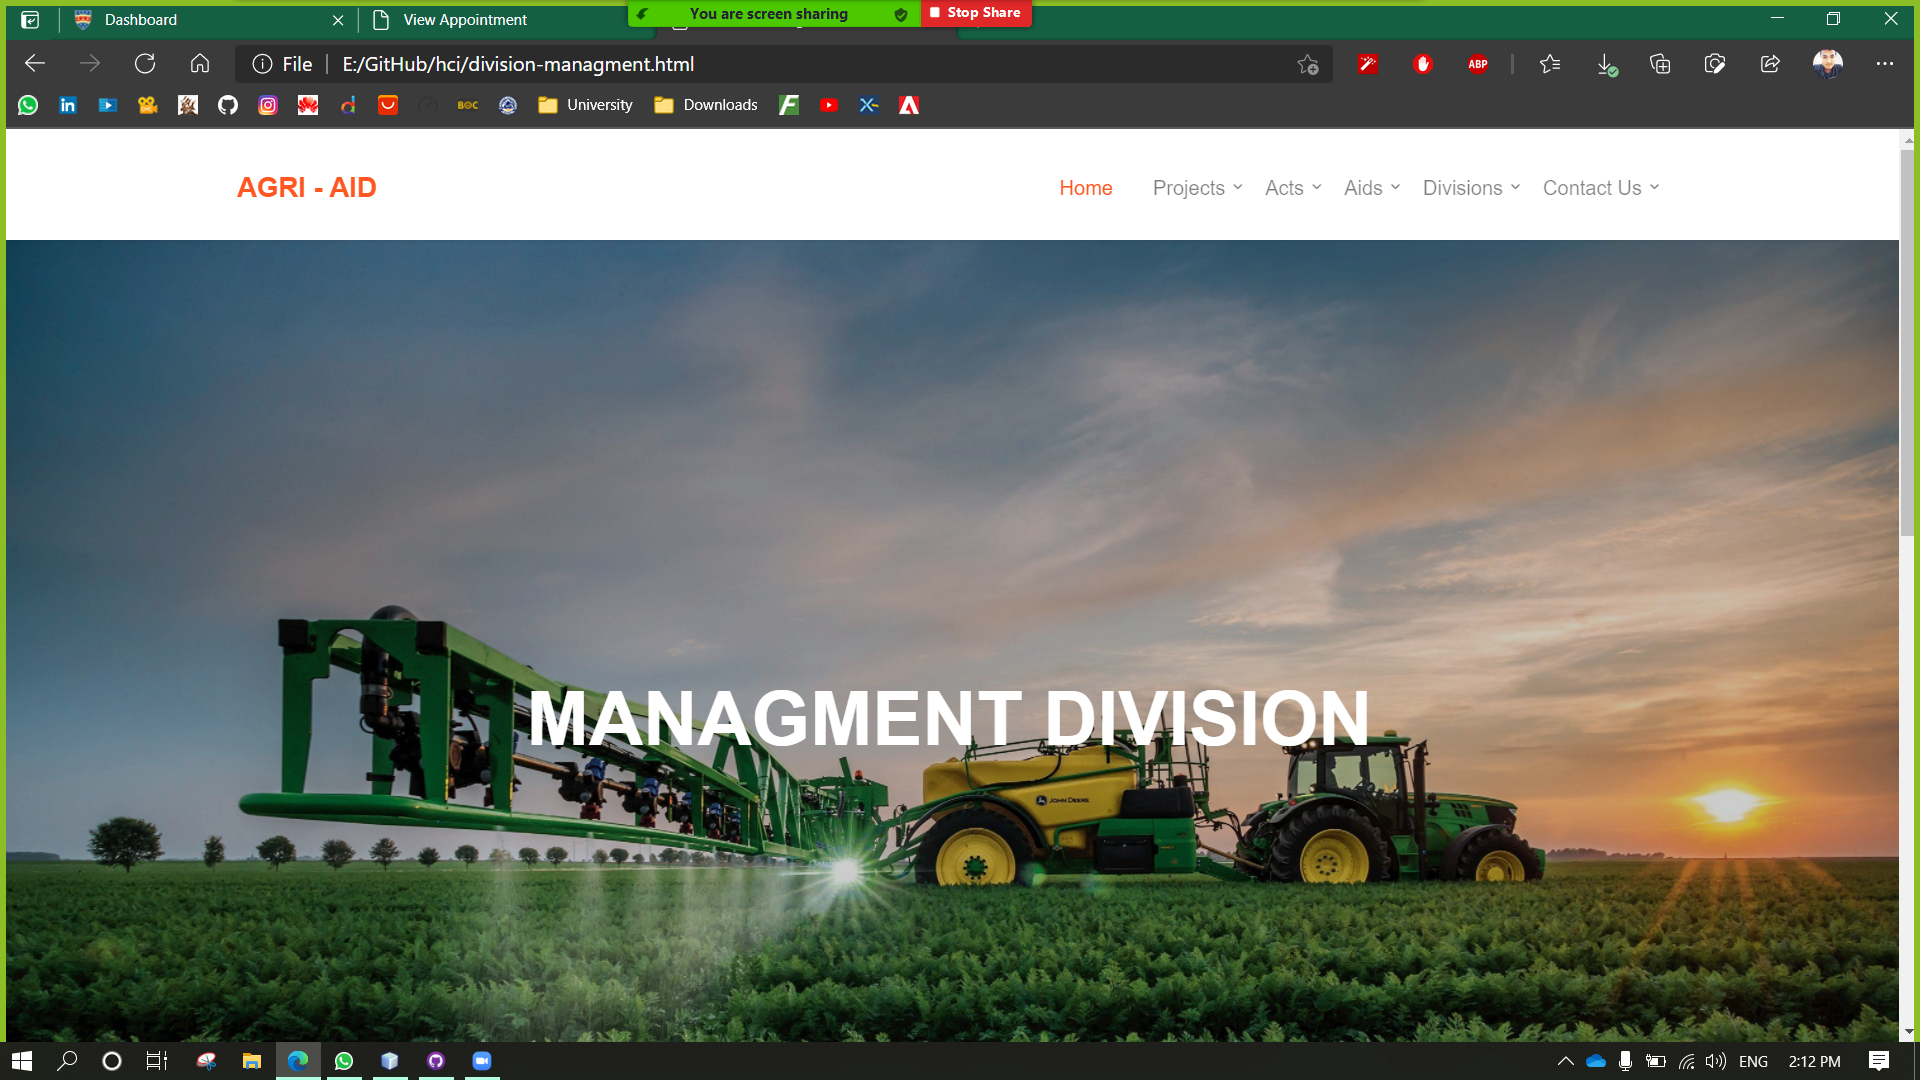 Dashboard
View Appointment
You are screen sharing
Stop Share
File
E:/GitHub/hci/division-managment.html
ABP
BOC
University
Downloads
AGRI - AID
Home
Projects
Acts
Aids
Divisions
Contact Us
MANAGMENT DIVISION
JOHN DEERE
ENG
2:12 PM